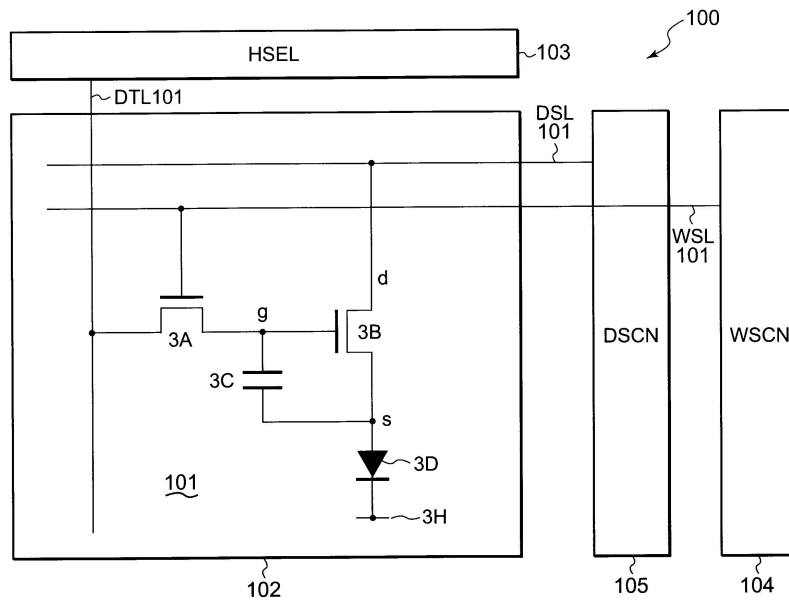 100
HSEL
103
DTL101
DSL
101
WSL
101
d
g
3A
3B
3C
s
3D
3H
101
DSCN
WSCN
102
105
104